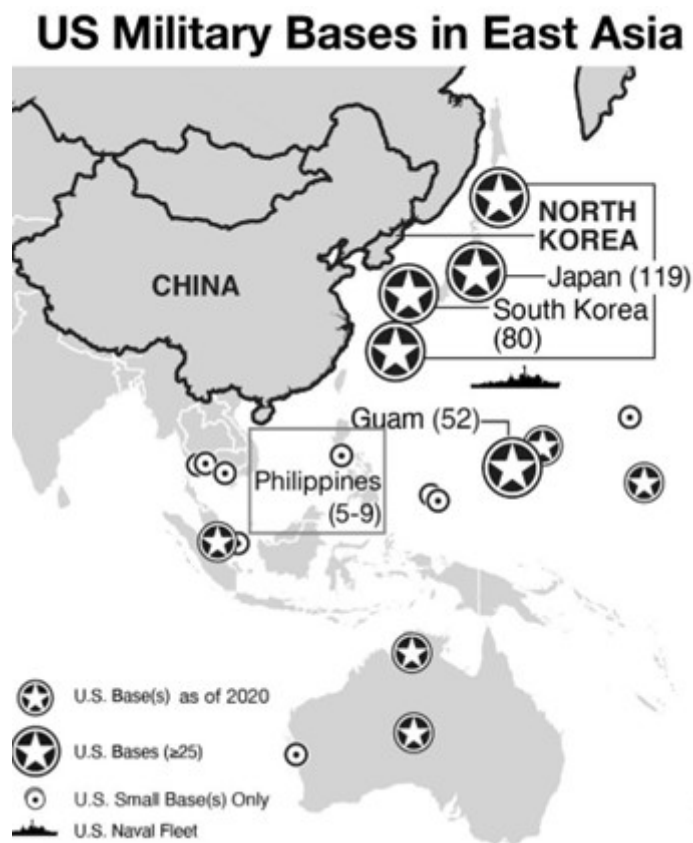 US Military Bases in East Asia
NORTH
KOREA
CHINA
Japan (119)
South Korea
(80)
Guam (52)
Philippines
(5-9)
U.S. Base(s) as of 2020
U.S. Bases (≥25)
U.S. Small Base(s) Only
U.S. Naval Fleet